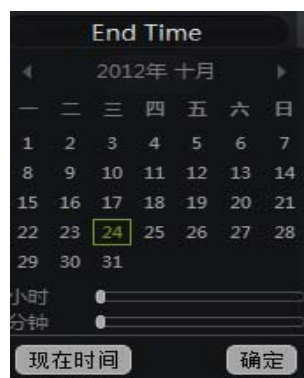 End Time
2012年 十月
一 二 三 四 五 六 日
1 2 3 4 5 6 7
8 9 10 11 12 13 14
15 16 17 18 19 20 21
22 23 24 25 26 27 28
29 30 31
小时
分钟
现在时间 确定